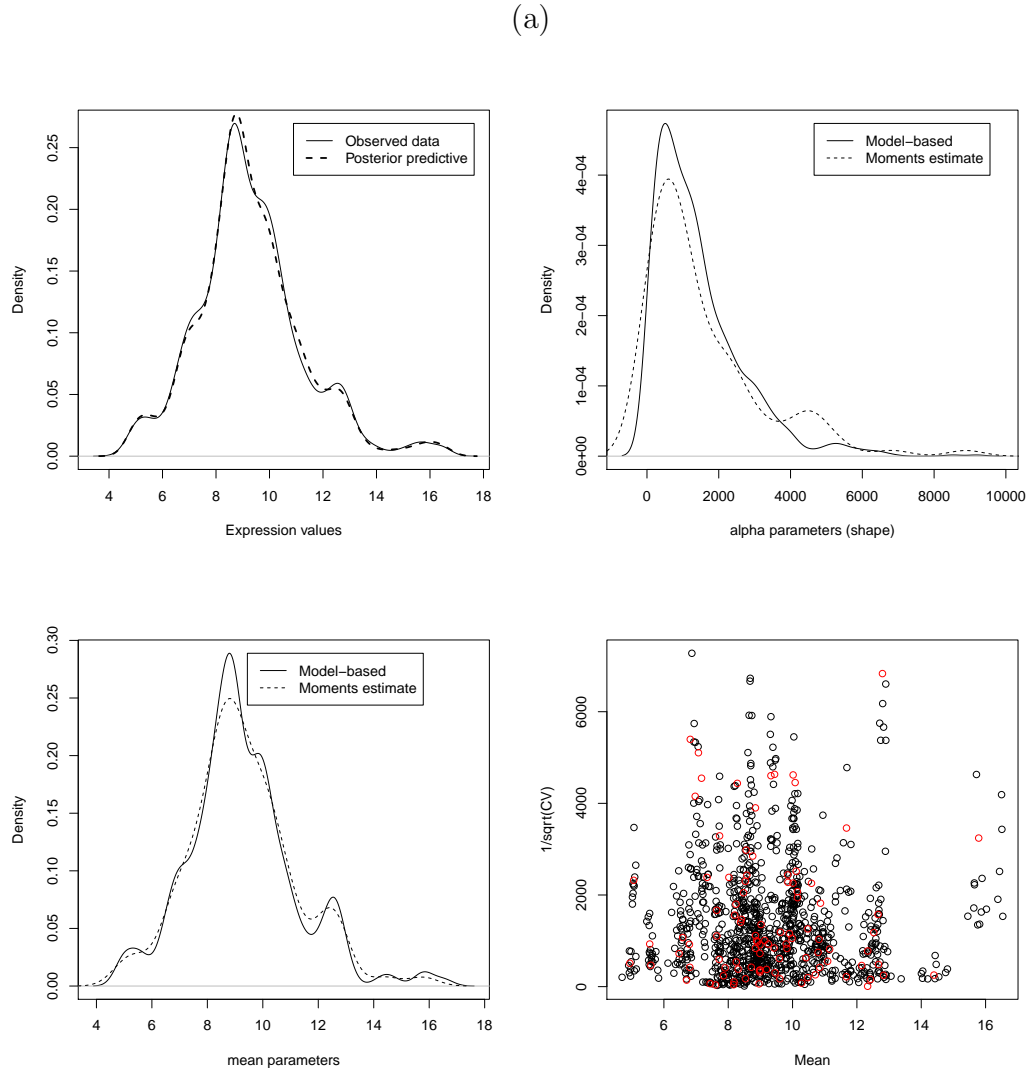 (a)
Density
0.00 0.05 0.10 0.15 0.20 0.25
Observed data
Posterior predictive
4 6 8 10 12 14 16 18
Expression values
Density
0e+00 1e−04 2e−04 3e−04 4e−04
Model−based
Moments estimate
0 2000 4000 6000 8000 10000
alpha parameters (shape)
Density
0.00 0.05 0.10 0.15 0.20 0.25 0.30
Model−based
Moments estimate
4 6 8 10 12 14 16 18
mean parameters
1/sqrt(CV)
0 2000 4000 6000
6 8 10 12 14 16
Mean